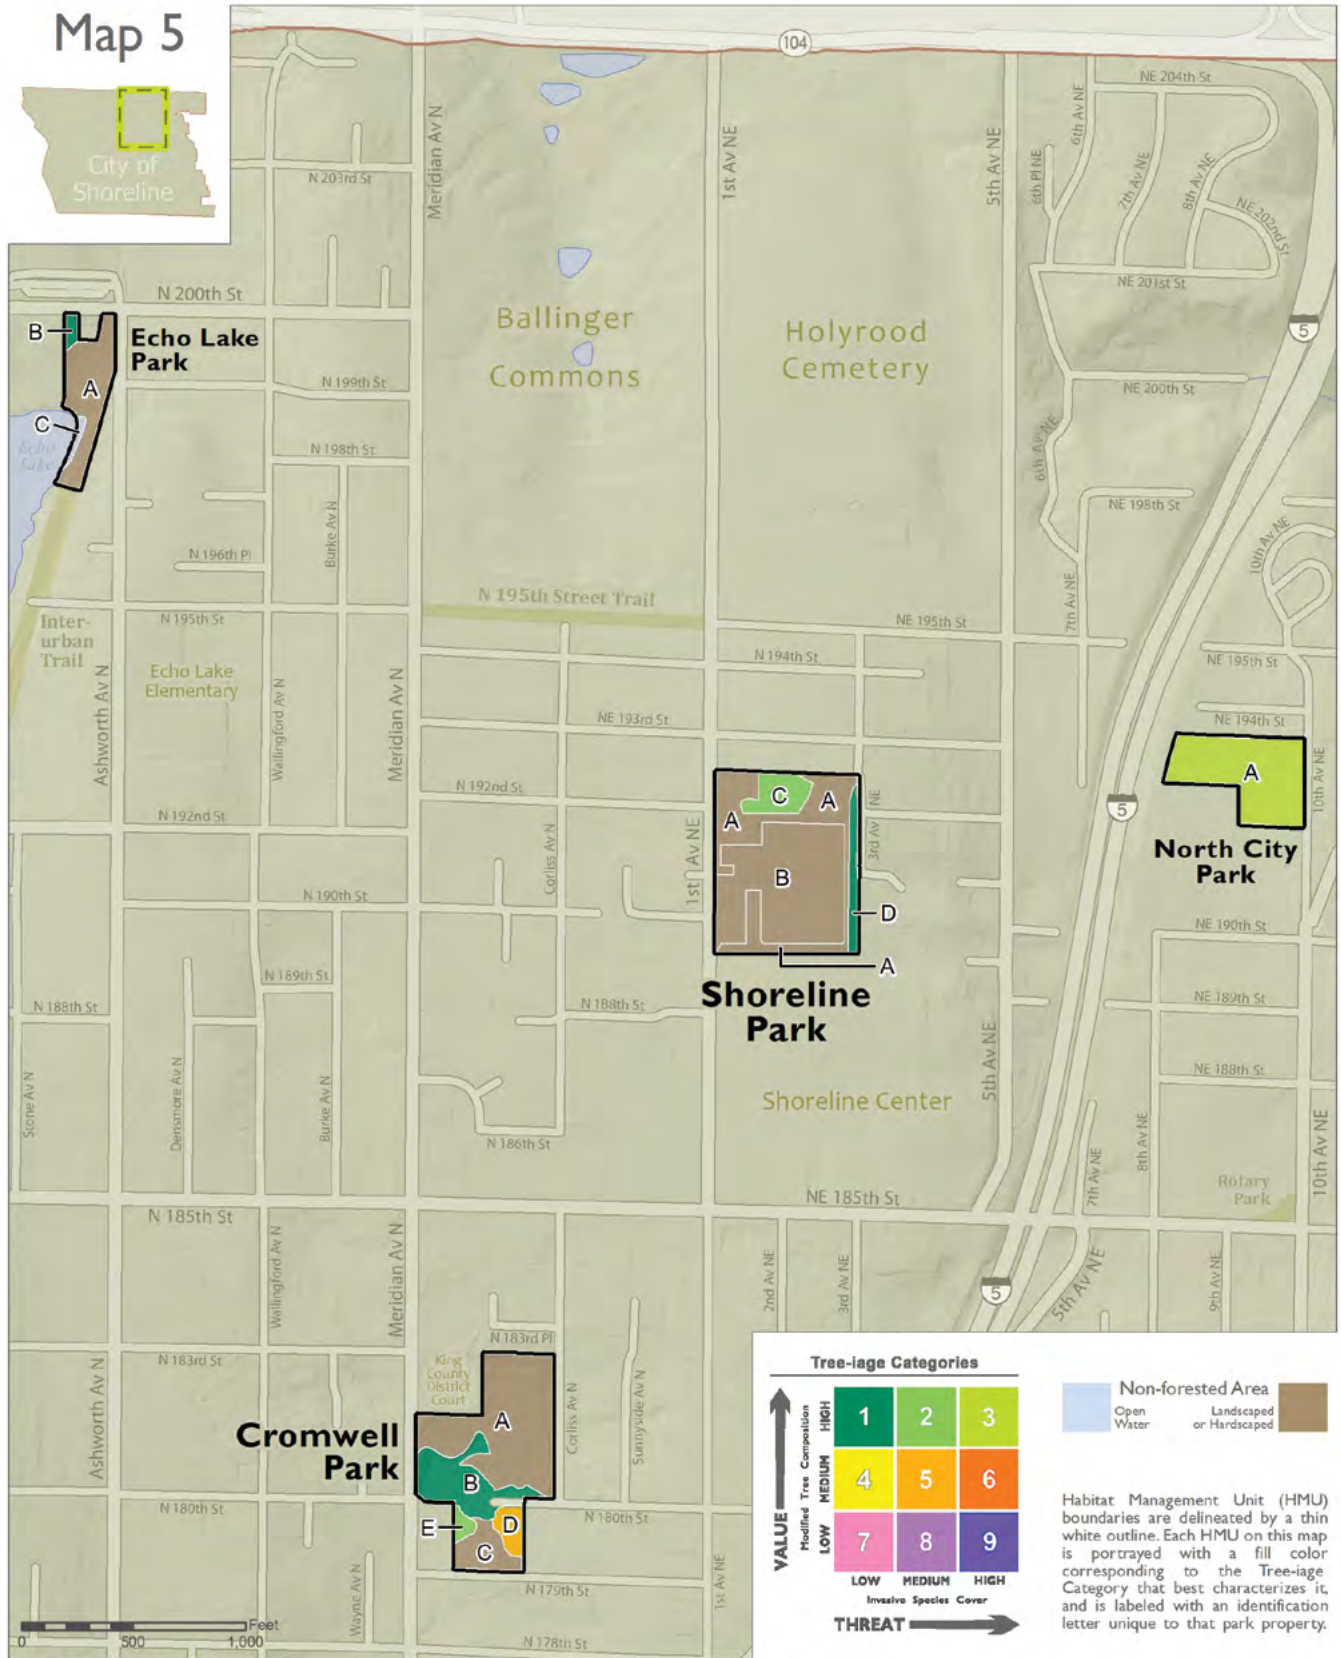 Map 5
City of
Shoreline
104
Meridian Av N
1st Av NE
5th Av NE
6th Av NE
NE 204th St
6th Pl NE
7th Av NE
8th Av NE
NE 202nd St
NE 201st St
N 203rd St
N 200th St
B
Echo Lake
Park
A
C
Echo
Lake
N 199th St
N 198th St
Ballinger
Commons
Holyrood
Cemetery
5
NE 200th St
6th Av NE
NE 198th St
10th Av NE
N 196th Pl
Burke Av N
7th Av NE
N 195th Street Trail
N 195th St
NE 195th St
NE 195th St
Inter-
urban
Trail
Echo Lake
Elementary
Ashworth Av N
Wallingford Av N
Meridian Av N
N 194th St
NE 193rd St
NE 194th St
N 192nd St
N 192nd St
A
C
A
B
D
A
1st Av NE
3rd Av NE
Shoreline
Park
5
A
10th Av NE
North City
Park
Corliss Av N
N 190th St
NE 190th St
N 189th St
NE 189th St
N 188th St
N 188th St
NE 188th St
Stone Av N
Densmore Av N
Burke Av N
N 186th St
Shoreline Center
5th Av NE
7th Av NE
8th Av NE
10th Av NE
Rotary
Park
NE 185th St
N 185th St
Wallingford Av N
Meridian Av N
2nd Av NE
3rd Av NE
5
5th Av NE
9th Av NE
N 183rd Pl
N 183rd St
King
County
District
Court
Ashworth Av N
Cromwell
Park
A
B
E
D
C
Corliss Av N
Sunnyside Av N
N 180th St
N 180th St
Wayne Av N
1st Av NE
N 179th St
N 178th St
Feet
0 500 1,000
Tree-iage Categories
VALUE
Modified Tree Composition
HIGH
MEDIUM
LOW
1 2 3
4 5 6
7 8 9
LOW MEDIUM HIGH
Invasive Species Cover
THREAT
Non-forested Area
Open
Water
Landscaped
or Hardscaped
Habitat Management Unit (HMU)
boundaries are delineated by a thin
white outline. Each HMU on this map
is portrayed with a fill color
corresponding to the Tree-iage
Category that best characterizes it,
and is labeled with an identification
letter unique to that park property.